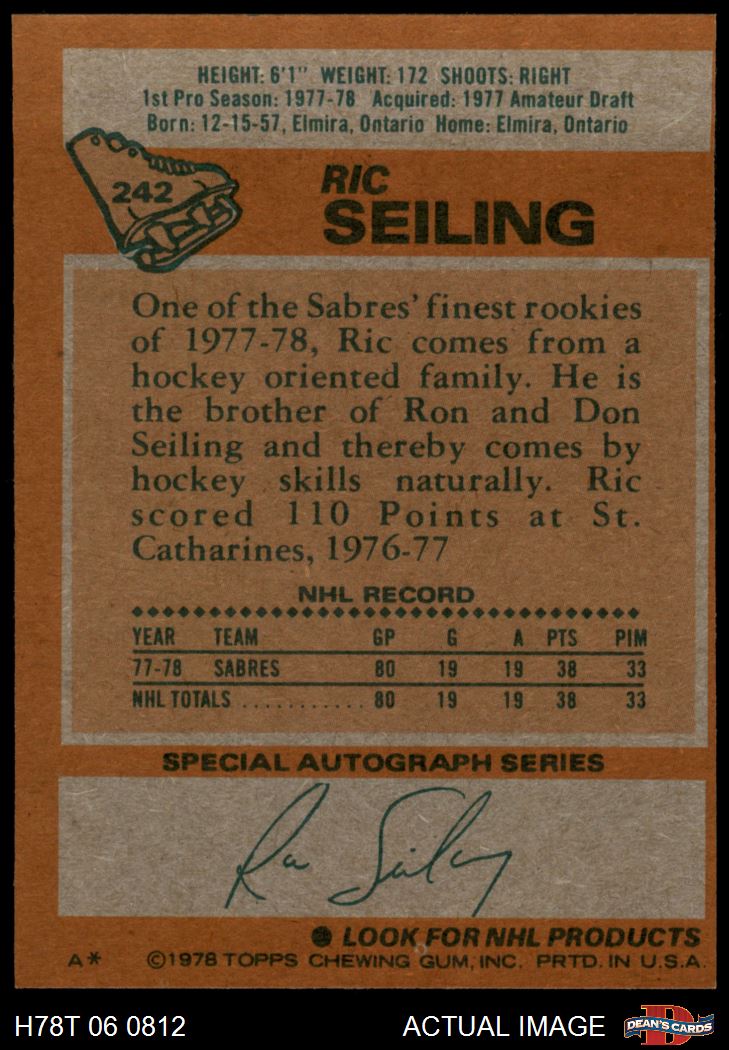 HEIGHT: 6'1" WEIGHT: 172 SHOOTS: RIGHT
1st Pro Season: 1977-78 Acquired: 1977 Amateur Draft
Born: 12-15-57, Elmira, Ontario Home: Elmira, Ontario
242
RIC
SEILING
One of the Sabres' finest rookies
of 1977-78, Ric comes from a
hockey oriented family. He is
the brother of Ron and Don
Seiling and thereby comes by
hockey skills naturally. Ric
scored 110 Points at St.
Catharines, 1976-77
NHL RECORD
YEAR TEAM GP G A PTS PIM
77-78 SABRES 80 19 19 38 33
NHL TOTALS ........... 80 19 19 38 33
SPECIAL AUTOGRAPH SERIES
Ric Seiling
LOOK FOR NHL PRODUCTS
A* ©1978 TOPPS CHEWING GUM, INC. PRTD. IN U.S.A.
H78T 06 0812 ACTUAL IMAGE DEAN'S CARDS